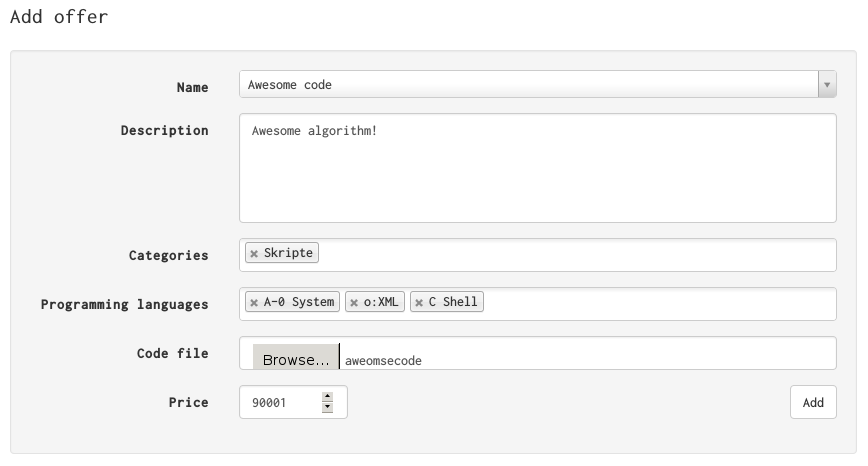 Add offer
Name Awesome code
Description Awesome algorithm!
Categories × Skripte
Programming languages × A-0 System × o:XML × C Shell
Code file Browse... aweomsecode
Price 90001 Add